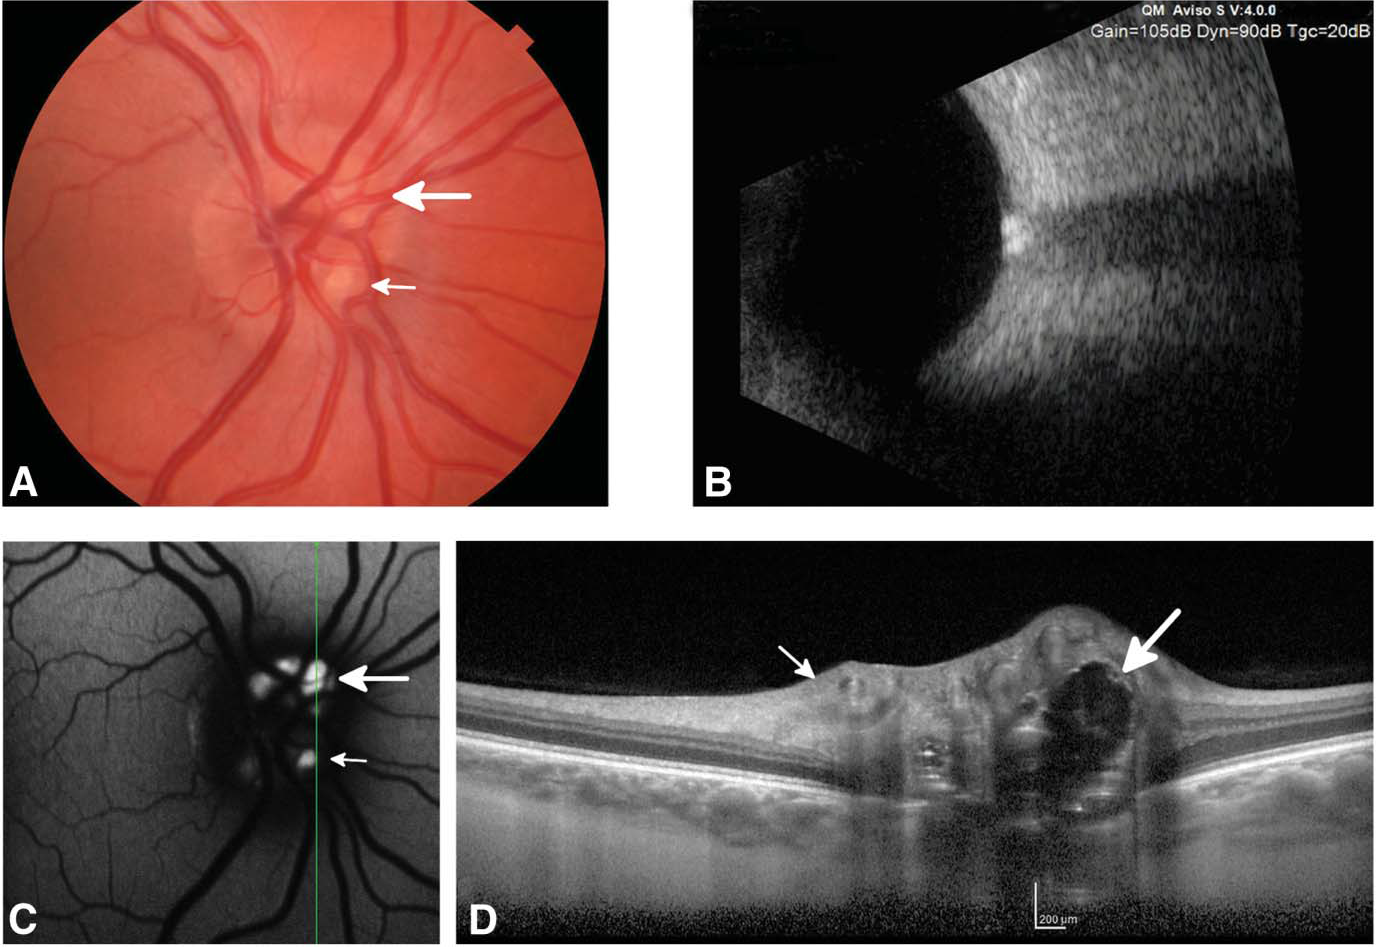 QM Aviso S V:4.0.0
Gain=105dB Dyn=90dB Tgc=20dB
A
B
C
D
200 µm